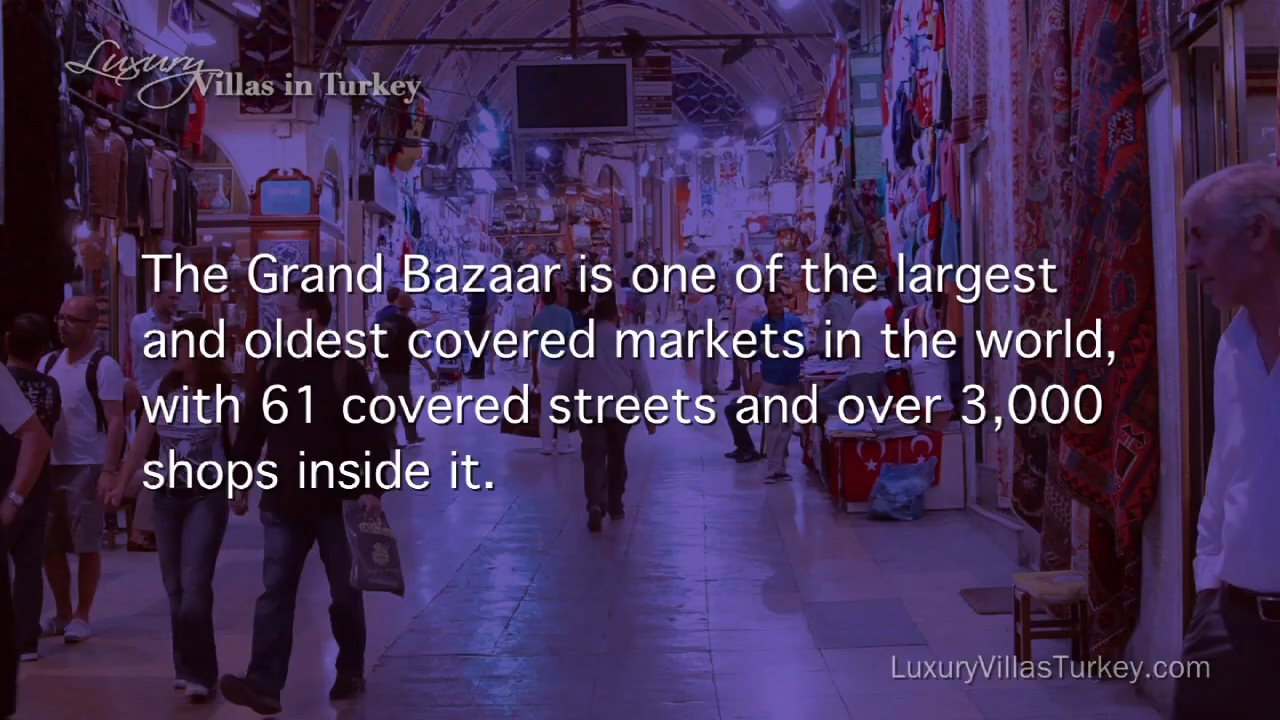 Luxury Villas in Turkey
The Grand Bazaar is one of the largest
and oldest covered markets in the world,
with 61 covered streets and over 3,000
shops inside it.
LuxuryVillasTurkey.com